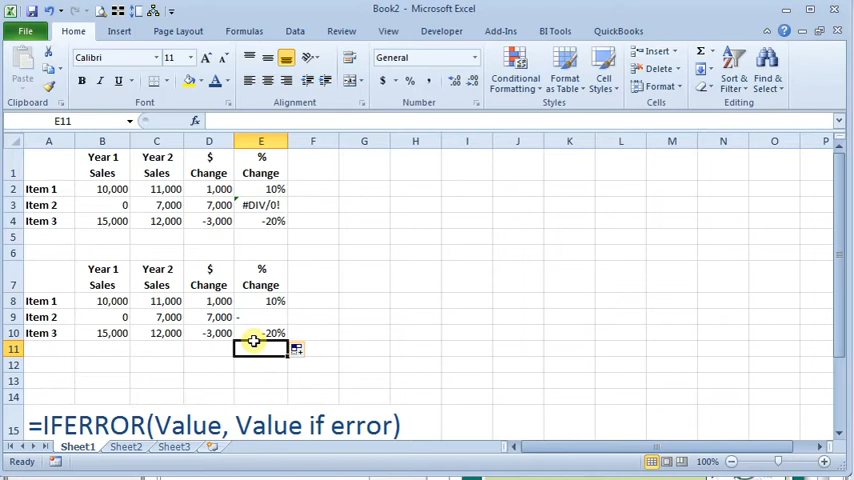 Book2 - Microsoft Excel
File Home Insert Page Layout Formulas Data Review View Developer Add-Ins BI Tools QuickBooks
Paste
Calibri 11
General
Conditional Formatting
Format as Table
Cell Styles
Insert
Delete
Format
Sort & Filter
Find & Select
Clipboard Font Alignment Number Styles Cells Editing
E11 fx
A B C D E F G H I J K L M N O P
1 Year 1 Sales Year 2 Sales $ Change % Change
2 Item 1 10,000 11,000 1,000 10%
3 Item 2 0 7,000 7,000 #DIV/0!
4 Item 3 15,000 12,000 -3,000 -20%
5
6
7 Year 1 Sales Year 2 Sales $ Change % Change
8 Item 1 10,000 11,000 1,000 10%
9 Item 2 0 7,000 7,000 -
10 Item 3 15,000 12,000 -3,000 -20%
11
12
13
14
15 =IFERROR(Value, Value if error)
Sheet1 Sheet2 Sheet3
Ready 100%